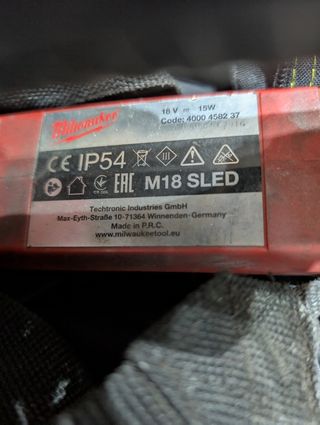 Milwaukee
18 V ⎓ 15W
Code: 4000 4582 37
CE IP54
EAC M18 SLED
Techtronic Industries GmbH
Max-Eyth-Straße 10-71364 Winnenden-Germany
Made in P.R.C.
www.milwaukeetool.eu